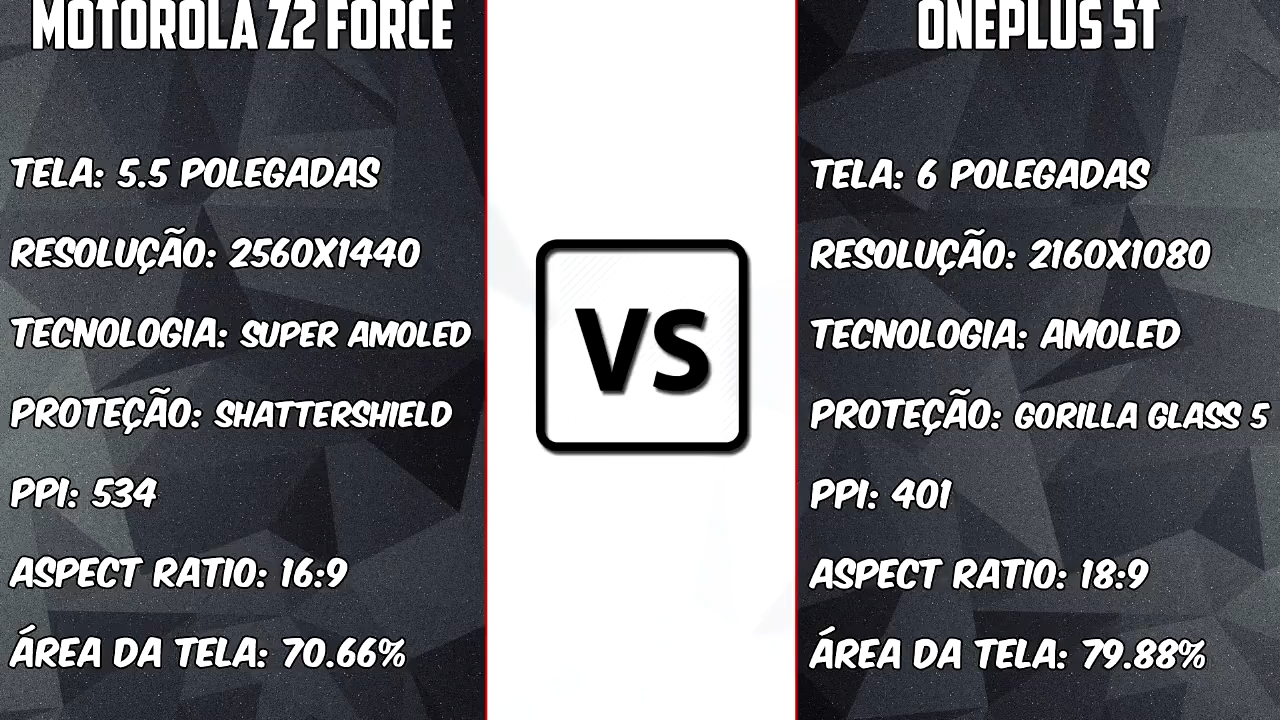 MOTOROLA Z2 FORCE
TELA: 5.5 POLEGADAS
RESOLUÇÃO: 2560X1440
TECNOLOGIA: SUPER AMOLED
PROTEÇÃO: SHATTERSHIELD
PPI: 534
ASPECT RATIO: 16:9
ÁREA DA TELA: 70.66%
VS
ONEPLUS 5T
TELA: 6 POLEGADAS
RESOLUÇÃO: 2160X1080
TECNOLOGIA: AMOLED
PROTEÇÃO: GORILLA GLASS 5
PPI: 401
ASPECT RATIO: 18:9
ÁREA DA TELA: 79.88%